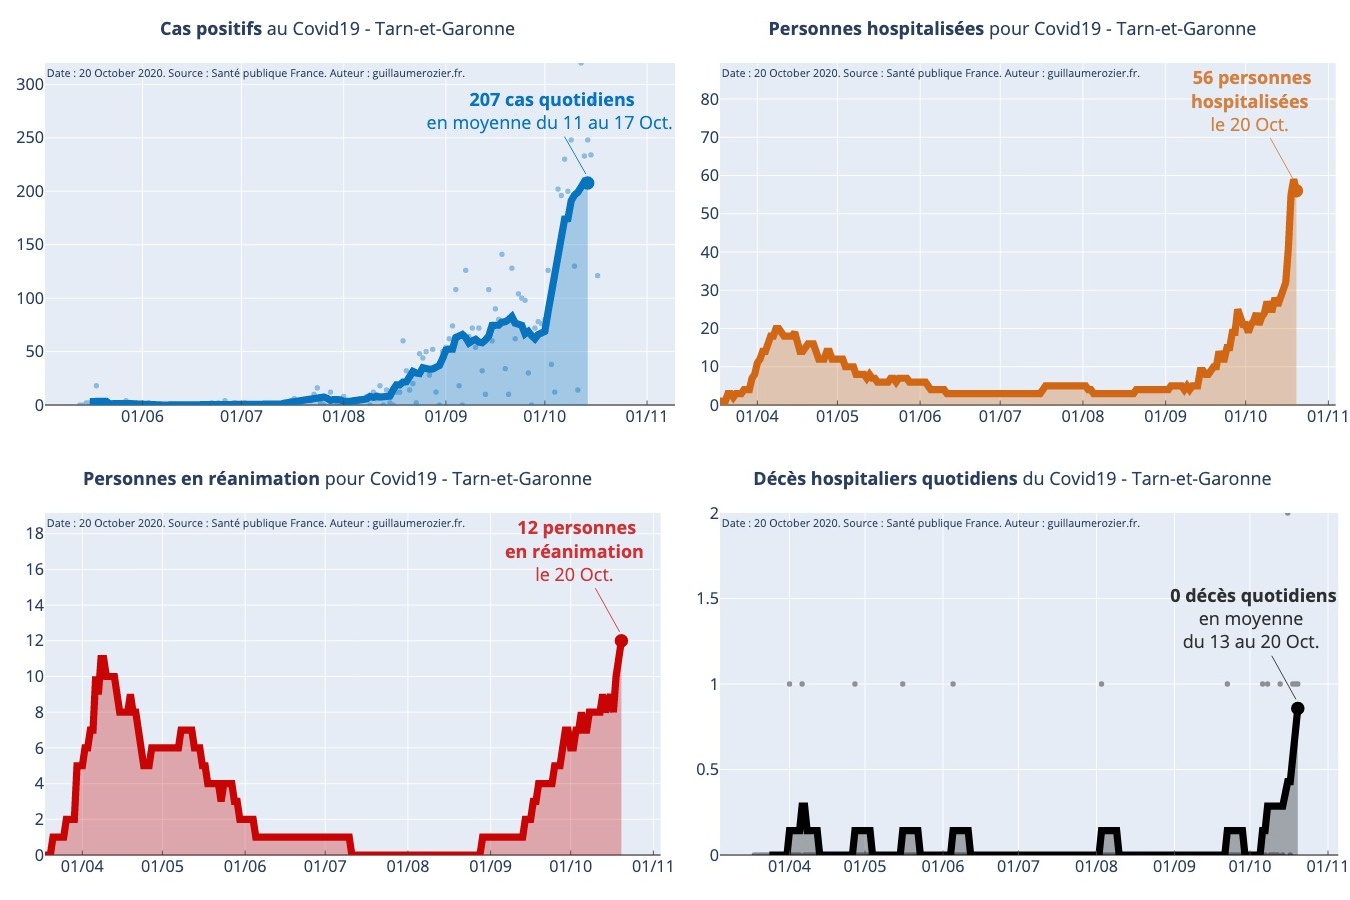 Cas positifs au Covid19 - Tarn-et-Garonne
Date : 20 October 2020. Source : Santé publique France. Auteur : guillaumerozier.fr.
207 cas quotidiens
en moyenne du 11 au 17 Oct.
300
250
200
150
100
50
0
01/06 01/07 01/08 01/09 01/10 01/11
Personnes hospitalisées pour Covid19 - Tarn-et-Garonne
Date : 20 October 2020. Source : Santé publique France. Auteur : guillaumerozier.fr.
56 personnes
hospitalisées
le 20 Oct.
80
70
60
50
40
30
20
10
0
01/04 01/05 01/06 01/07 01/08 01/09 01/10 01/11
Personnes en réanimation pour Covid19 - Tarn-et-Garonne
Date : 20 October 2020. Source : Santé publique France. Auteur : guillaumerozier.fr.
12 personnes
en réanimation
le 20 Oct.
18
16
14
12
10
8
6
4
2
0
01/04 01/05 01/06 01/07 01/08 01/09 01/10 01/11
Décès hospitaliers quotidiens du Covid19 - Tarn-et-Garonne
Date : 20 October 2020. Source : Santé publique France. Auteur : guillaumerozier.fr.
0 décès quotidiens
en moyenne
du 13 au 20 Oct.
2
1.5
1
0.5
0
01/04 01/05 01/06 01/07 01/08 01/09 01/10 01/11